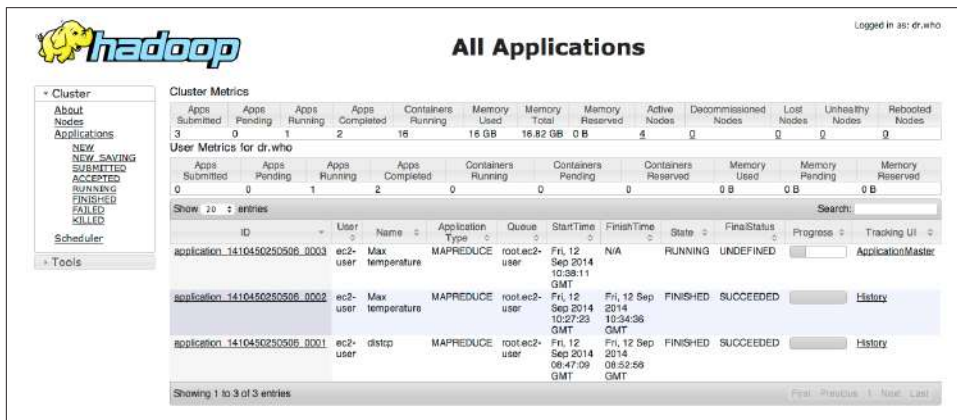 Logged in as: dr.who
hadoop
All Applications
Cluster
About
Nodes
Applications
NEW
NEW_SAVING
SUBMITTED
ACCEPTED
RUNNING
FINISHED
FAILED
KILLED
Scheduler
Tools
Cluster Metrics
Apps Submitted Apps Pending Apps Running Apps Completed Containers Running Memory Used Memory Total Memory Reserved Active Nodes Decommissioned Nodes Lost Nodes Unhealthy Nodes Rebooted Nodes
3 0 1 2 16 16 GB 16.82 GB 0 B 4 0 0 0 0
User Metrics for dr.who
Apps Submitted Apps Pending Apps Running Apps Completed Containers Running Containers Pending Containers Reserved Memory Used Memory Pending Memory Reserved
0 0 1 2 0 0 0 0 B 0 B 0 B
Show 20 entries Search:
ID User Name Application Type Queue StartTime FinishTime State FinalStatus Progress Tracking UI
application_1410450250506_0003 ec2-user Max temperature MAPREDUCE root.ec2-user Fri, 12 Sep 2014 10:38:11 GMT N/A RUNNING UNDEFINED ApplicationMaster
application_1410450250506_0002 ec2-user Max temperature MAPREDUCE root.ec2-user Fri, 12 Sep 2014 10:27:23 GMT Fri, 12 Sep 2014 10:34:36 GMT FINISHED SUCCEEDED History
application_1410450250506_0001 ec2-user distcp MAPREDUCE root.ec2-user Fri, 12 Sep 2014 08:47:09 GMT Fri, 12 Sep 2014 08:52:56 GMT FINISHED SUCCEEDED History
Showing 1 to 3 of 3 entries First Previous 1 Next Last